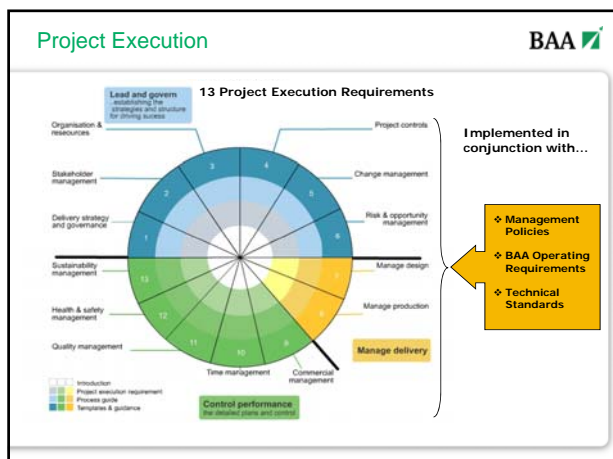 Project Execution
BAA
Lead and govern
...establishing the
strategies and structure
for driving sucess
13 Project Execution Requirements
Organisation &
reseources
Project controls
Stakeholder
management
Change management
Delivery strategy
and governance
Risk & opportunity
management
Sustainability
management
Manage design
Health & safety
management
Manage production
Quality management
Time management
Commercial
management
1
2
3
4
5
6
7
8
9
10
11
12
13
Manage delivery
Control performance
the detailed plans and control
Introduction
Project execution requirement
Process guide
Templates & guidance
Implemented in
conjunction with...
❖ Management
Policies
❖ BAA Operating
Requirements
❖ Technical
Standards